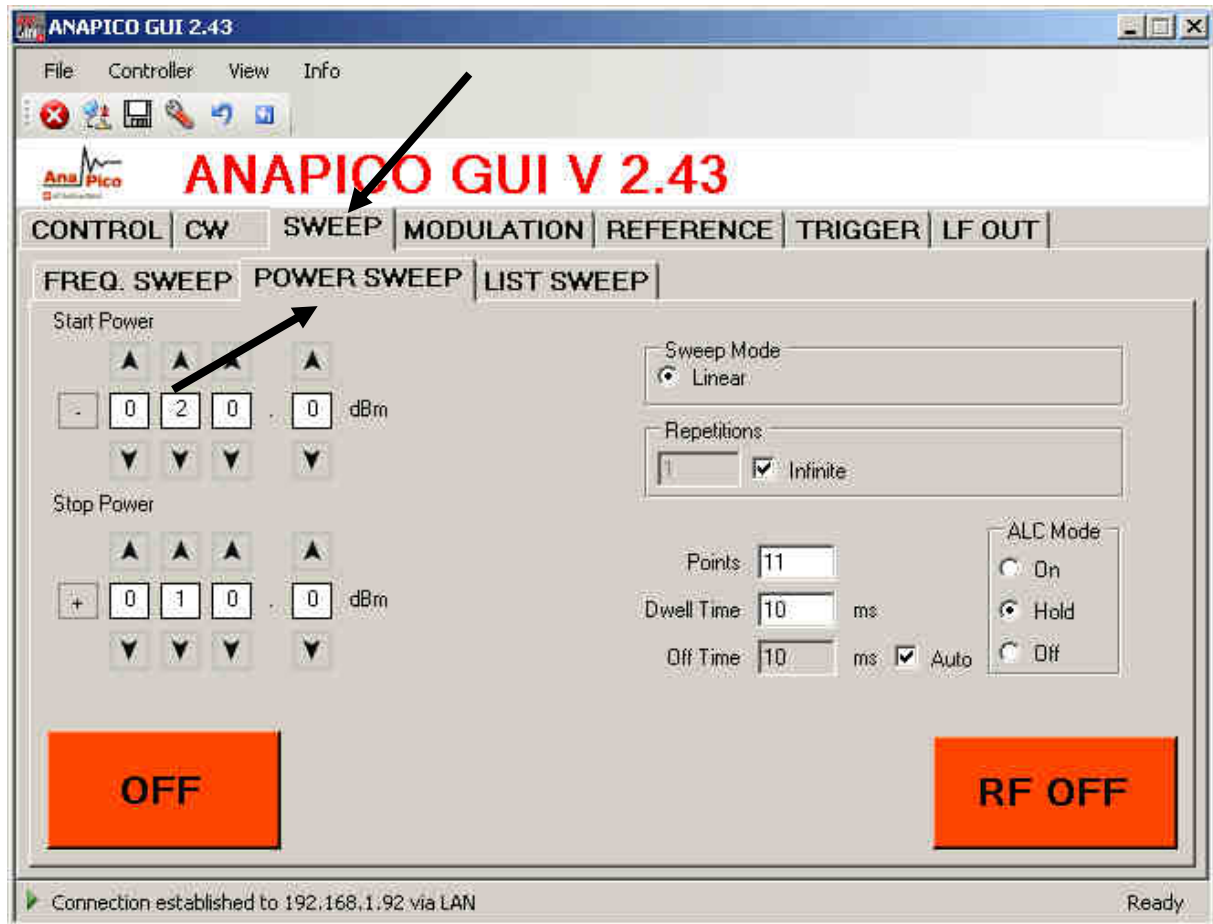 ANAPICO GUI 2.43
File Controller View Info
AnaPico
ANAPICO GUI V 2.43
CONTROL CW SWEEP MODULATION REFERENCE TRIGGER LF OUT
FREQ. SWEEP POWER SWEEP LIST SWEEP
Start Power
- 0 2 0 . 0 dBm
Stop Power
+ 0 1 0 . 0 dBm
Sweep Mode
Linear
Repetitions
1 Infinite
Points 11
Dwell Time 10 ms
Off Time 10 ms Auto
ALC Mode
On
Hold
Off
OFF
RF OFF
Connection established to 192.168.1.92 via LAN Ready